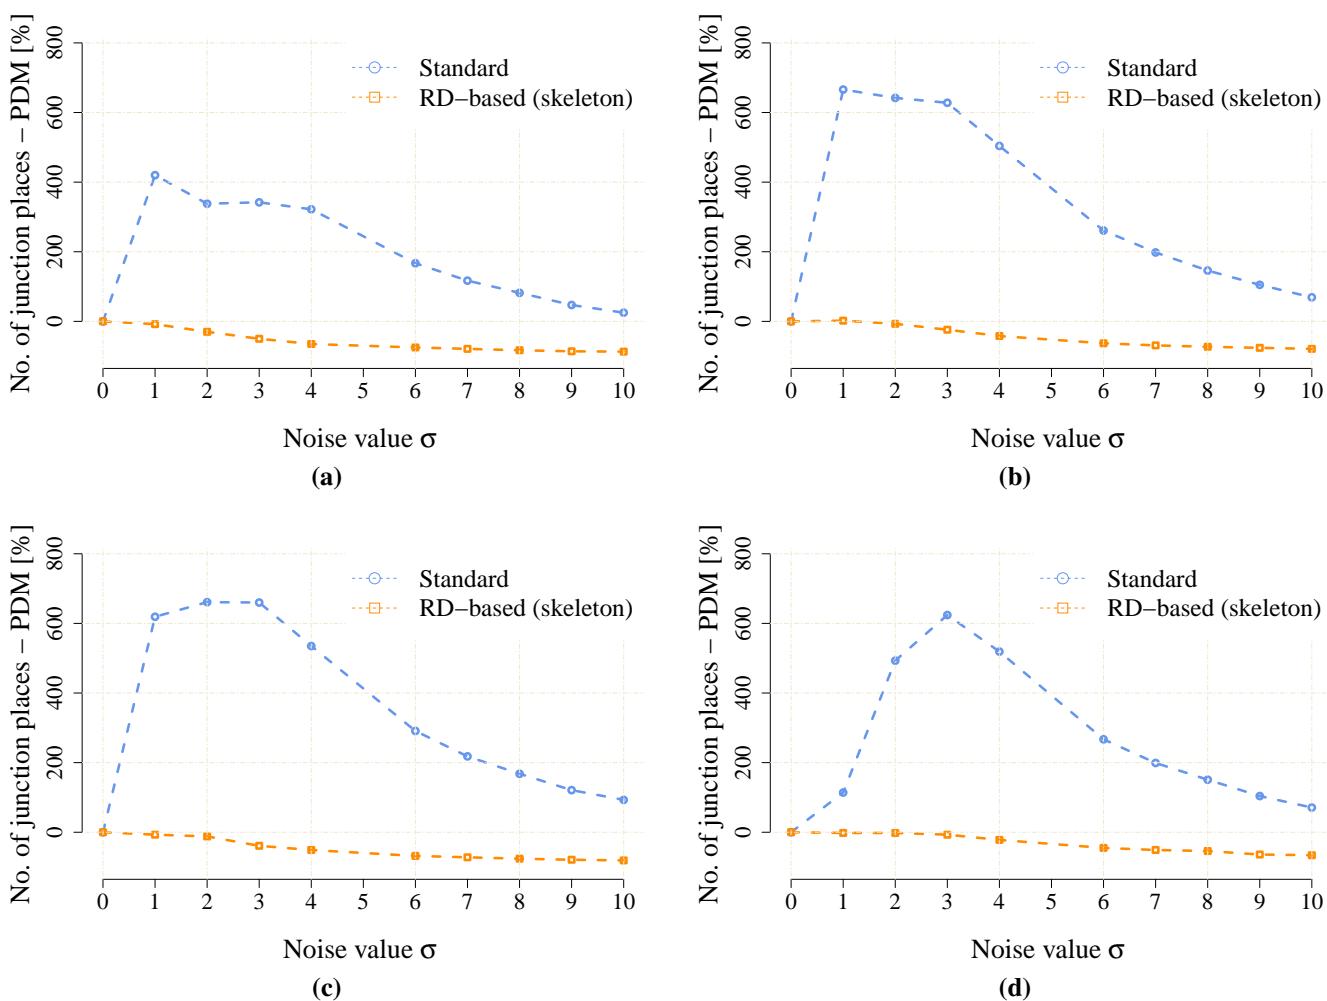 No. of junction places − PDM [%]
800
600
400
200
0
Standard
RD−based (skeleton)
0 1 2 3 4 5 6 7 8 9 10
Noise value σ
(a)
No. of junction places − PDM [%]
800
600
400
200
0
Standard
RD−based (skeleton)
0 1 2 3 4 5 6 7 8 9 10
Noise value σ
(b)
No. of junction places − PDM [%]
800
600
400
200
0
Standard
RD−based (skeleton)
0 1 2 3 4 5 6 7 8 9 10
Noise value σ
(c)
No. of junction places − PDM [%]
800
600
400
200
0
Standard
RD−based (skeleton)
0 1 2 3 4 5 6 7 8 9 10
Noise value σ
(d)